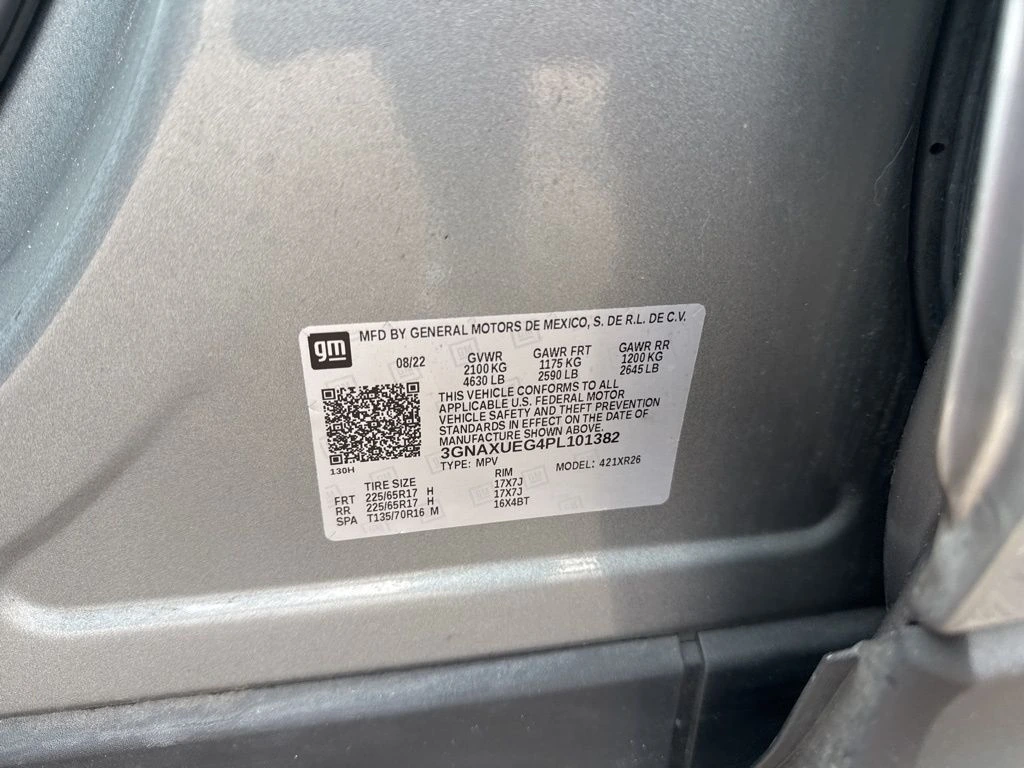 gm MFD BY GENERAL MOTORS DE MEXICO, S. DE R.L. DE C.V.
08/22 GVWR GAWR FRT GAWR RR
2100 KG 1175 KG 1200 KG
4630 LB 2590 LB 2645 LB
THIS VEHICLE CONFORMS TO ALL
APPLICABLE U.S. FEDERAL MOTOR
VEHICLE SAFETY AND THEFT PREVENTION
STANDARDS IN EFFECT ON THE DATE OF
MANUFACTURE SHOWN ABOVE.
3GNAXUEG4PL101382
130H
TYPE: MPV MODEL: 421XR26
TIRE SIZE RIM
FRT 225/65R17 H 17X7J
RR 225/65R17 H 17X7J
SPA T135/70R16 M 16X4BT